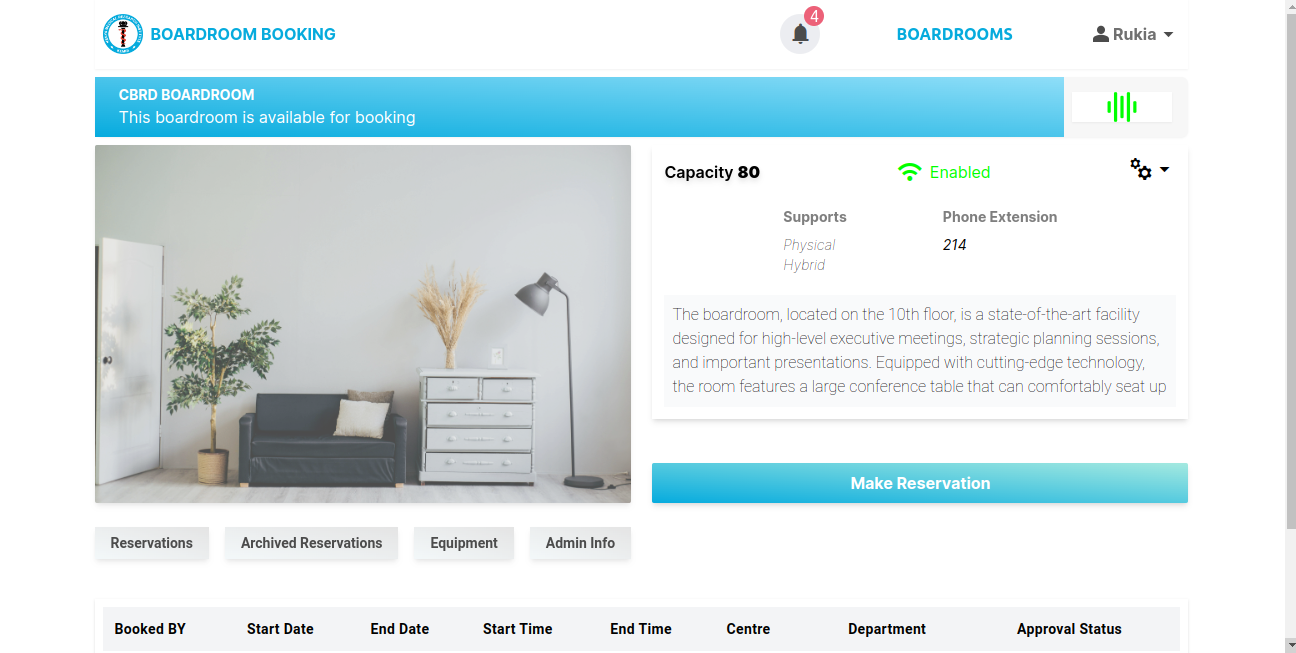 BOARDROOM BOOKING
4
BOARDROOMS
Rukia
CBRD BOARDROOM
This boardroom is available for booking
Capacity 80
Enabled
Supports
Phone Extension
Physical
214
Hybrid
The boardroom, located on the 10th floor, is a state-of-the-art facility
designed for high-level executive meetings, strategic planning sessions,
and important presentations. Equipped with cutting-edge technology,
the room features a large conference table that can comfortably seat up
Make Reservation
Reservations
Archived Reservations
Equipment
Admin Info
Booked BY Start Date End Date Start Time End Time Centre Department Approval Status